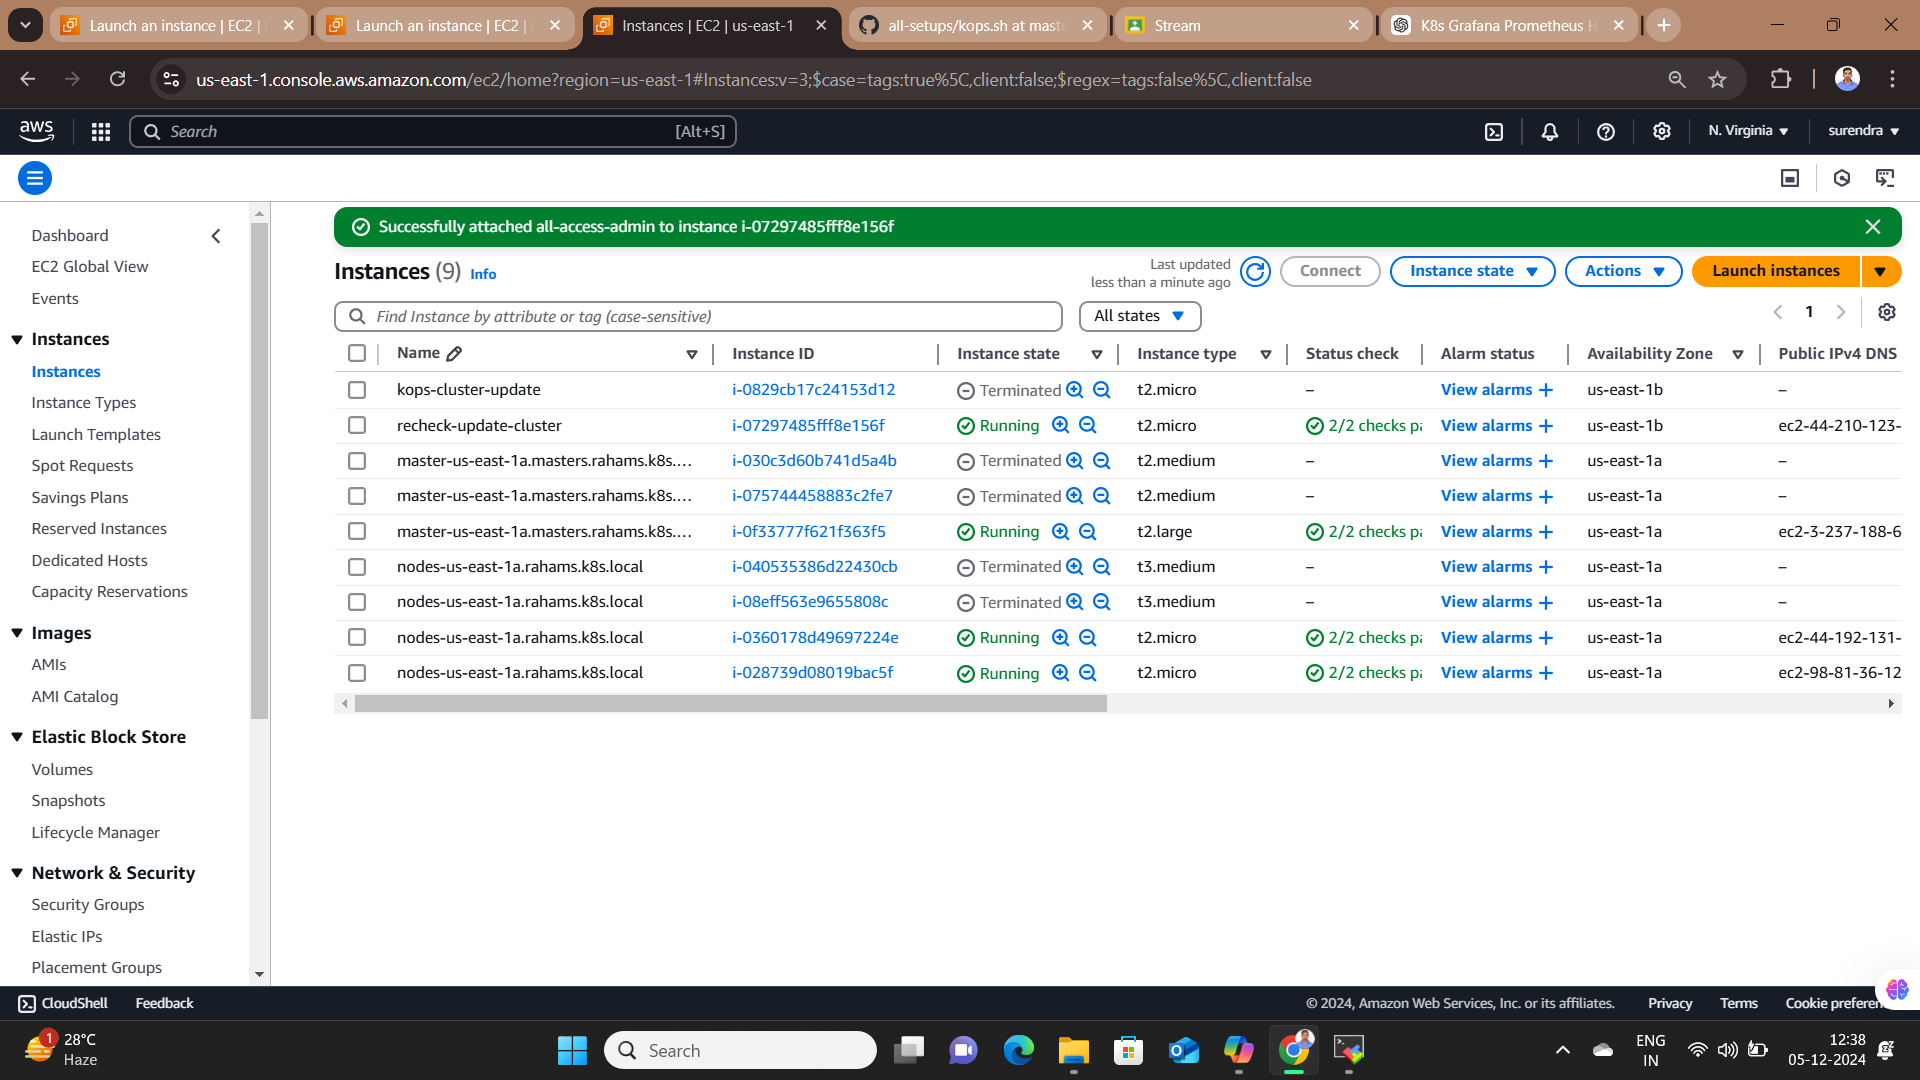 Launch an instance | EC2 |
Launch an instance | EC2 |
Instances | EC2 | us-east-1
all-setups/kops.sh at maste
Stream
K8s Grafana Prometheus H
us-east-1.console.aws.amazon.com/ec2/home?region=us-east-1#Instances:v=3;$case=tags:true%5C,client:false;$regex=tags:false%5C,client:false
aws
Search
[Alt+S]
N. Virginia
surendra
Dashboard
EC2 Global View
Events
Instances
Instances
Instance Types
Launch Templates
Spot Requests
Savings Plans
Reserved Instances
Dedicated Hosts
Capacity Reservations
Images
AMIs
AMI Catalog
Elastic Block Store
Volumes
Snapshots
Lifecycle Manager
Network & Security
Security Groups
Elastic IPs
Placement Groups
Successfully attached all-access-admin to instance i-07297485fff8e156f
Instances (9) Info
Last updated
less than a minute ago
Connect
Instance state
Actions
Launch instances
Find Instance by attribute or tag (case-sensitive)
All states
1
Name Instance ID Instance state Instance type Status check Alarm status Availability Zone Public IPv4 DNS
kops-cluster-update i-0829cb17c24153d12 Terminated t2.micro – View alarms + us-east-1b –
recheck-update-cluster i-07297485fff8e156f Running t2.micro 2/2 checks pa View alarms + us-east-1b ec2-44-210-123-
master-us-east-1a.masters.rahams.k8s.... i-030c3d60b741d5a4b Terminated t2.medium – View alarms + us-east-1a –
master-us-east-1a.masters.rahams.k8s.... i-075744458883c2fe7 Terminated t2.medium – View alarms + us-east-1a –
master-us-east-1a.masters.rahams.k8s.... i-0f33777f621f363f5 Running t2.large 2/2 checks pa View alarms + us-east-1a ec2-3-237-188-6
nodes-us-east-1a.rahams.k8s.local i-040535386d22430cb Terminated t3.medium – View alarms + us-east-1a –
nodes-us-east-1a.rahams.k8s.local i-08eff563e9655808c Terminated t3.medium – View alarms + us-east-1a –
nodes-us-east-1a.rahams.k8s.local i-0360178d49697224e Running t2.micro 2/2 checks pa View alarms + us-east-1a ec2-44-192-131-
nodes-us-east-1a.rahams.k8s.local i-028739d08019bac5f Running t2.micro 2/2 checks pa View alarms + us-east-1a ec2-98-81-36-12
CloudShell
Feedback
© 2024, Amazon Web Services, Inc. or its affiliates.
Privacy
Terms
Cookie preferen
1
28°C
Haze
Search
ENG
IN
12:38
05-12-2024